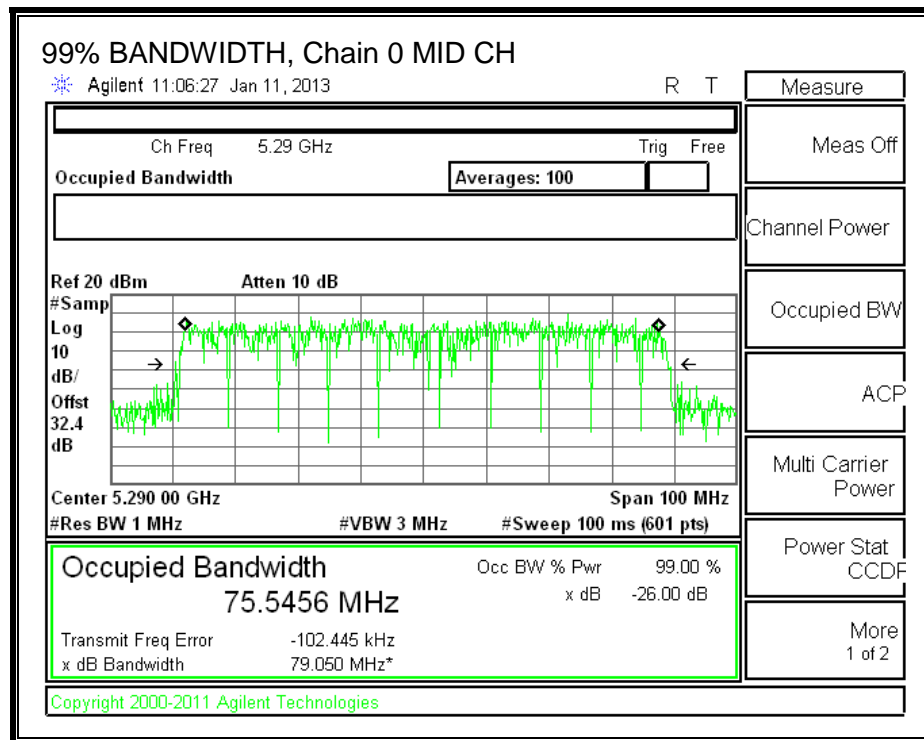 99% BANDWIDTH, Chain 0 MID CH
Agilent 11:06:27 Jan 11, 2013 R T
Measure
Ch Freq 5.29 GHz Trig Free
Meas Off
Occupied Bandwidth Averages: 100
Channel Power
Ref 20 dBm Atten 10 dB
#Samp
Log
10
dB/
Offst
32.4
dB
Occupied BW
ACP
Center 5.290 00 GHz Span 100 MHz
#Res BW 1 MHz #VBW 3 MHz #Sweep 100 ms (601 pts)
Multi Carrier
Power
Occupied Bandwidth Occ BW % Pwr 99.00 %
75.5456 MHz x dB -26.00 dB
Power Stat
CCDF
Transmit Freq Error -102.445 kHz
x dB Bandwidth 79.050 MHz*
More
1 of 2
Copyright 2000-2011 Agilent Technologies